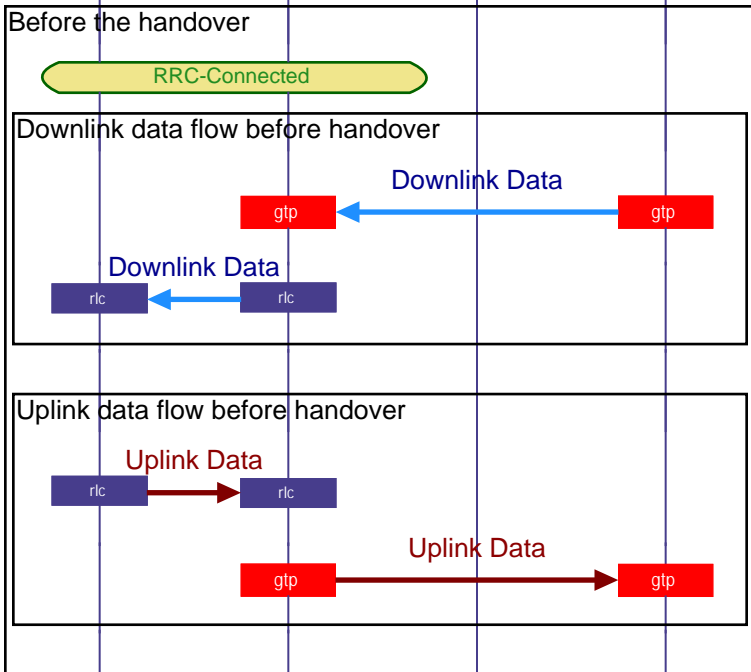 Before the handover
RRC-Connected
Downlink data flow before handover
Downlink Data
gtp gtp
Downlink Data
rlc rlc
Uplink data flow before handover
Uplink Data
rlc rlc
Uplink Data
gtp gtp